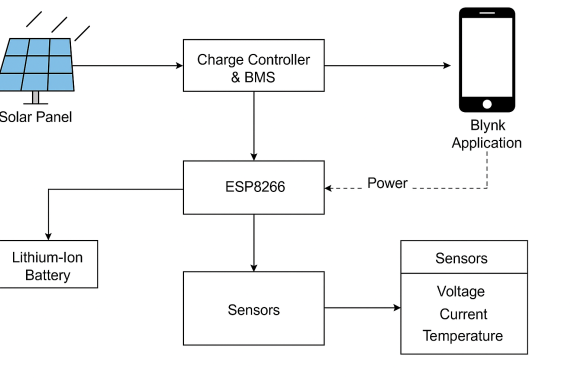 Solar Panel
Charge Controller
& BMS
Blynk
Application
ESP8266
Power
Lithium-Ion
Battery
Sensors
Sensors
Voltage
Current
Temperature